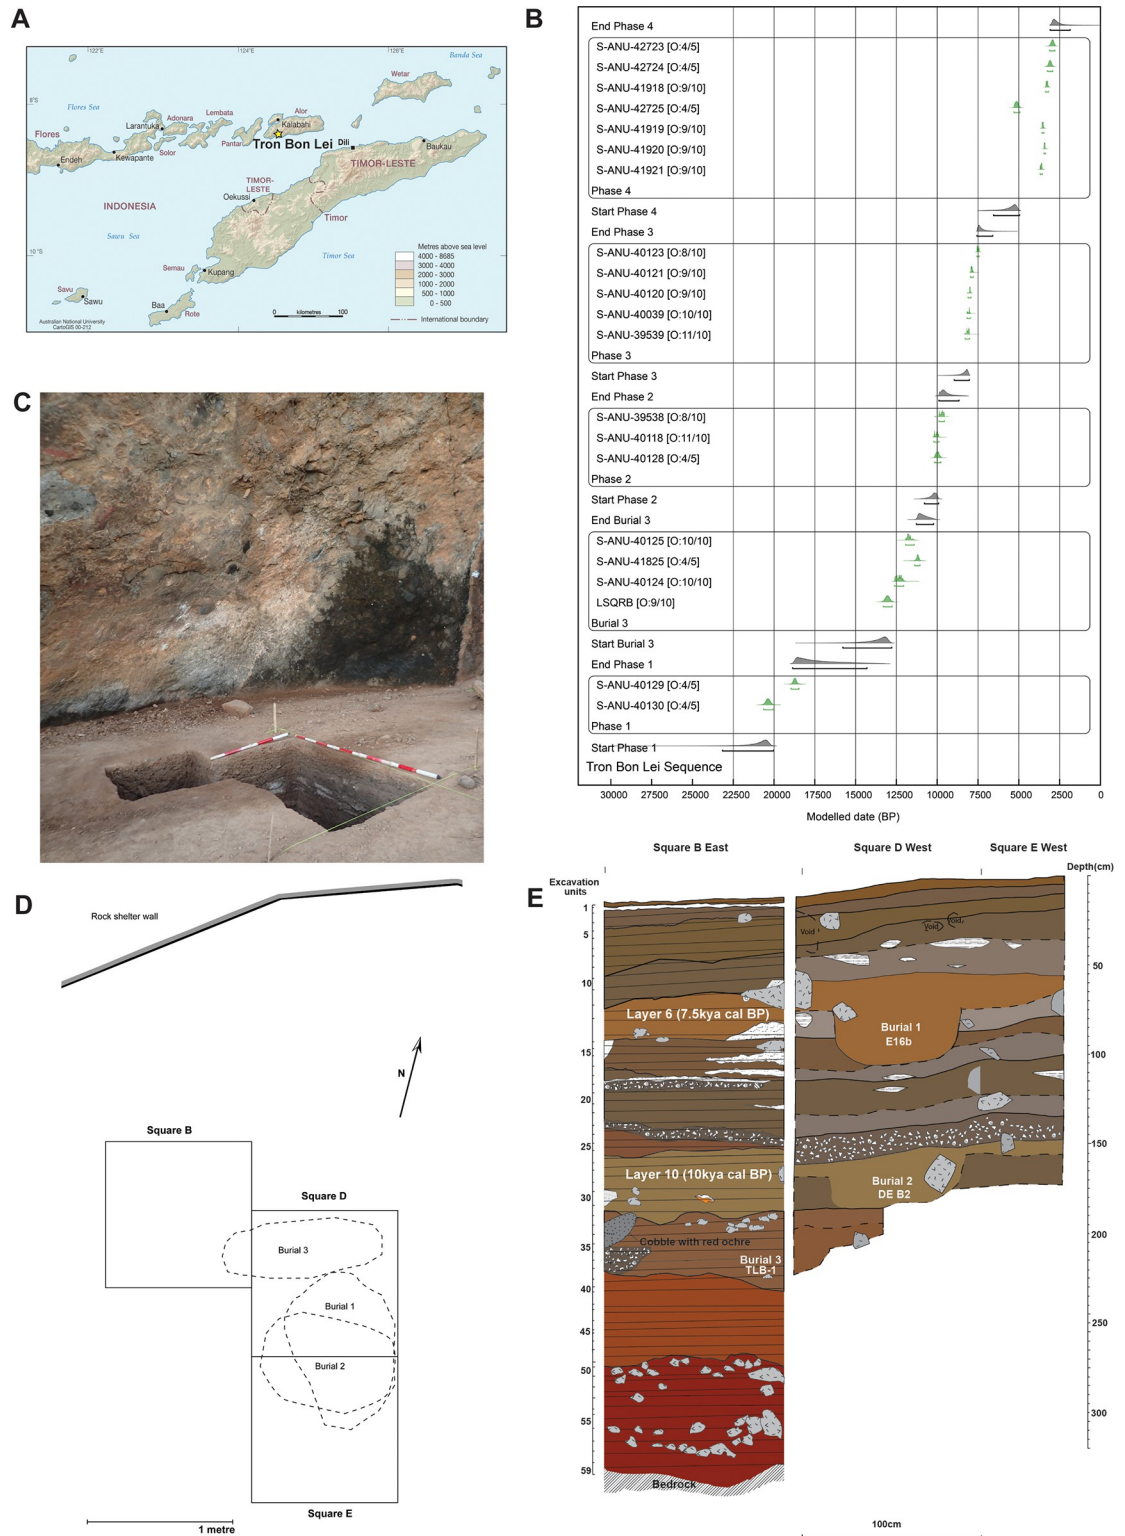 A
122°E
124°E
126°E
Banda Sea
Wetar
8°S
Flores Sea
Adonara
Lembata
Alor
Larantuka
Kalabahi
Flores
Solor
Pantar
Tron Bon Lei
Dili
Baukau
Endeh
Kewapante
TIMOR-LESTE
TIMOR-
LESTE
Oekussi
INDONESIA
Timor
Sawu Sea
Timor Sea
10°S
Semau
Kupang
Savu
Sawu
Baa
Rote
Metres above sea level
4000 - 8685
3000 - 4000
2000 - 3000
1000 - 2000
500 - 1000
0 - 500
0 kilometres 100
International boundary
Australian National University
CartoGIS 00-212
B
End Phase 4
S-ANU-42723 [O:4/5]
S-ANU-42724 [O:4/5]
S-ANU-41918 [O:9/10]
S-ANU-42725 [O:4/5]
S-ANU-41919 [O:9/10]
S-ANU-41920 [O:9/10]
S-ANU-41921 [O:9/10]
Phase 4
Start Phase 4
End Phase 3
S-ANU-40123 [O:8/10]
S-ANU-40121 [O:9/10]
S-ANU-40120 [O:9/10]
S-ANU-40039 [O:10/10]
S-ANU-39539 [O:11/10]
Phase 3
Start Phase 3
End Phase 2
S-ANU-39538 [O:8/10]
S-ANU-40118 [O:11/10]
S-ANU-40128 [O:4/5]
Phase 2
Start Phase 2
End Burial 3
S-ANU-40125 [O:10/10]
S-ANU-41825 [O:4/5]
S-ANU-40124 [O:10/10]
LSQRB [O:9/10]
Burial 3
Start Burial 3
End Phase 1
S-ANU-40129 [O:4/5]
S-ANU-40130 [O:4/5]
Phase 1
Start Phase 1
Tron Bon Lei Sequence
30000 27500 25000 22500 20000 17500 15000 12500 10000 7500 5000 2500 0
Modelled date (BP)
C
D
Rock shelter wall
N
Square B
Square D
Burial 3
Burial 1
Burial 2
Square E
1 metre
E
Square B East
Square D West
Square E West
Depth(cm)
Excavation
units
1
5
10
15
20
25
30
35
40
45
50
55
59
Layer 6 (7.5kya cal BP)
Layer 10 (10kya cal BP)
Cobble with red ochre
Burial 3
TLB-1
Bedrock
Void
Void
Void
Burial 1
E16b
Burial 2
DE B2
50
100
150
200
250
300
100cm